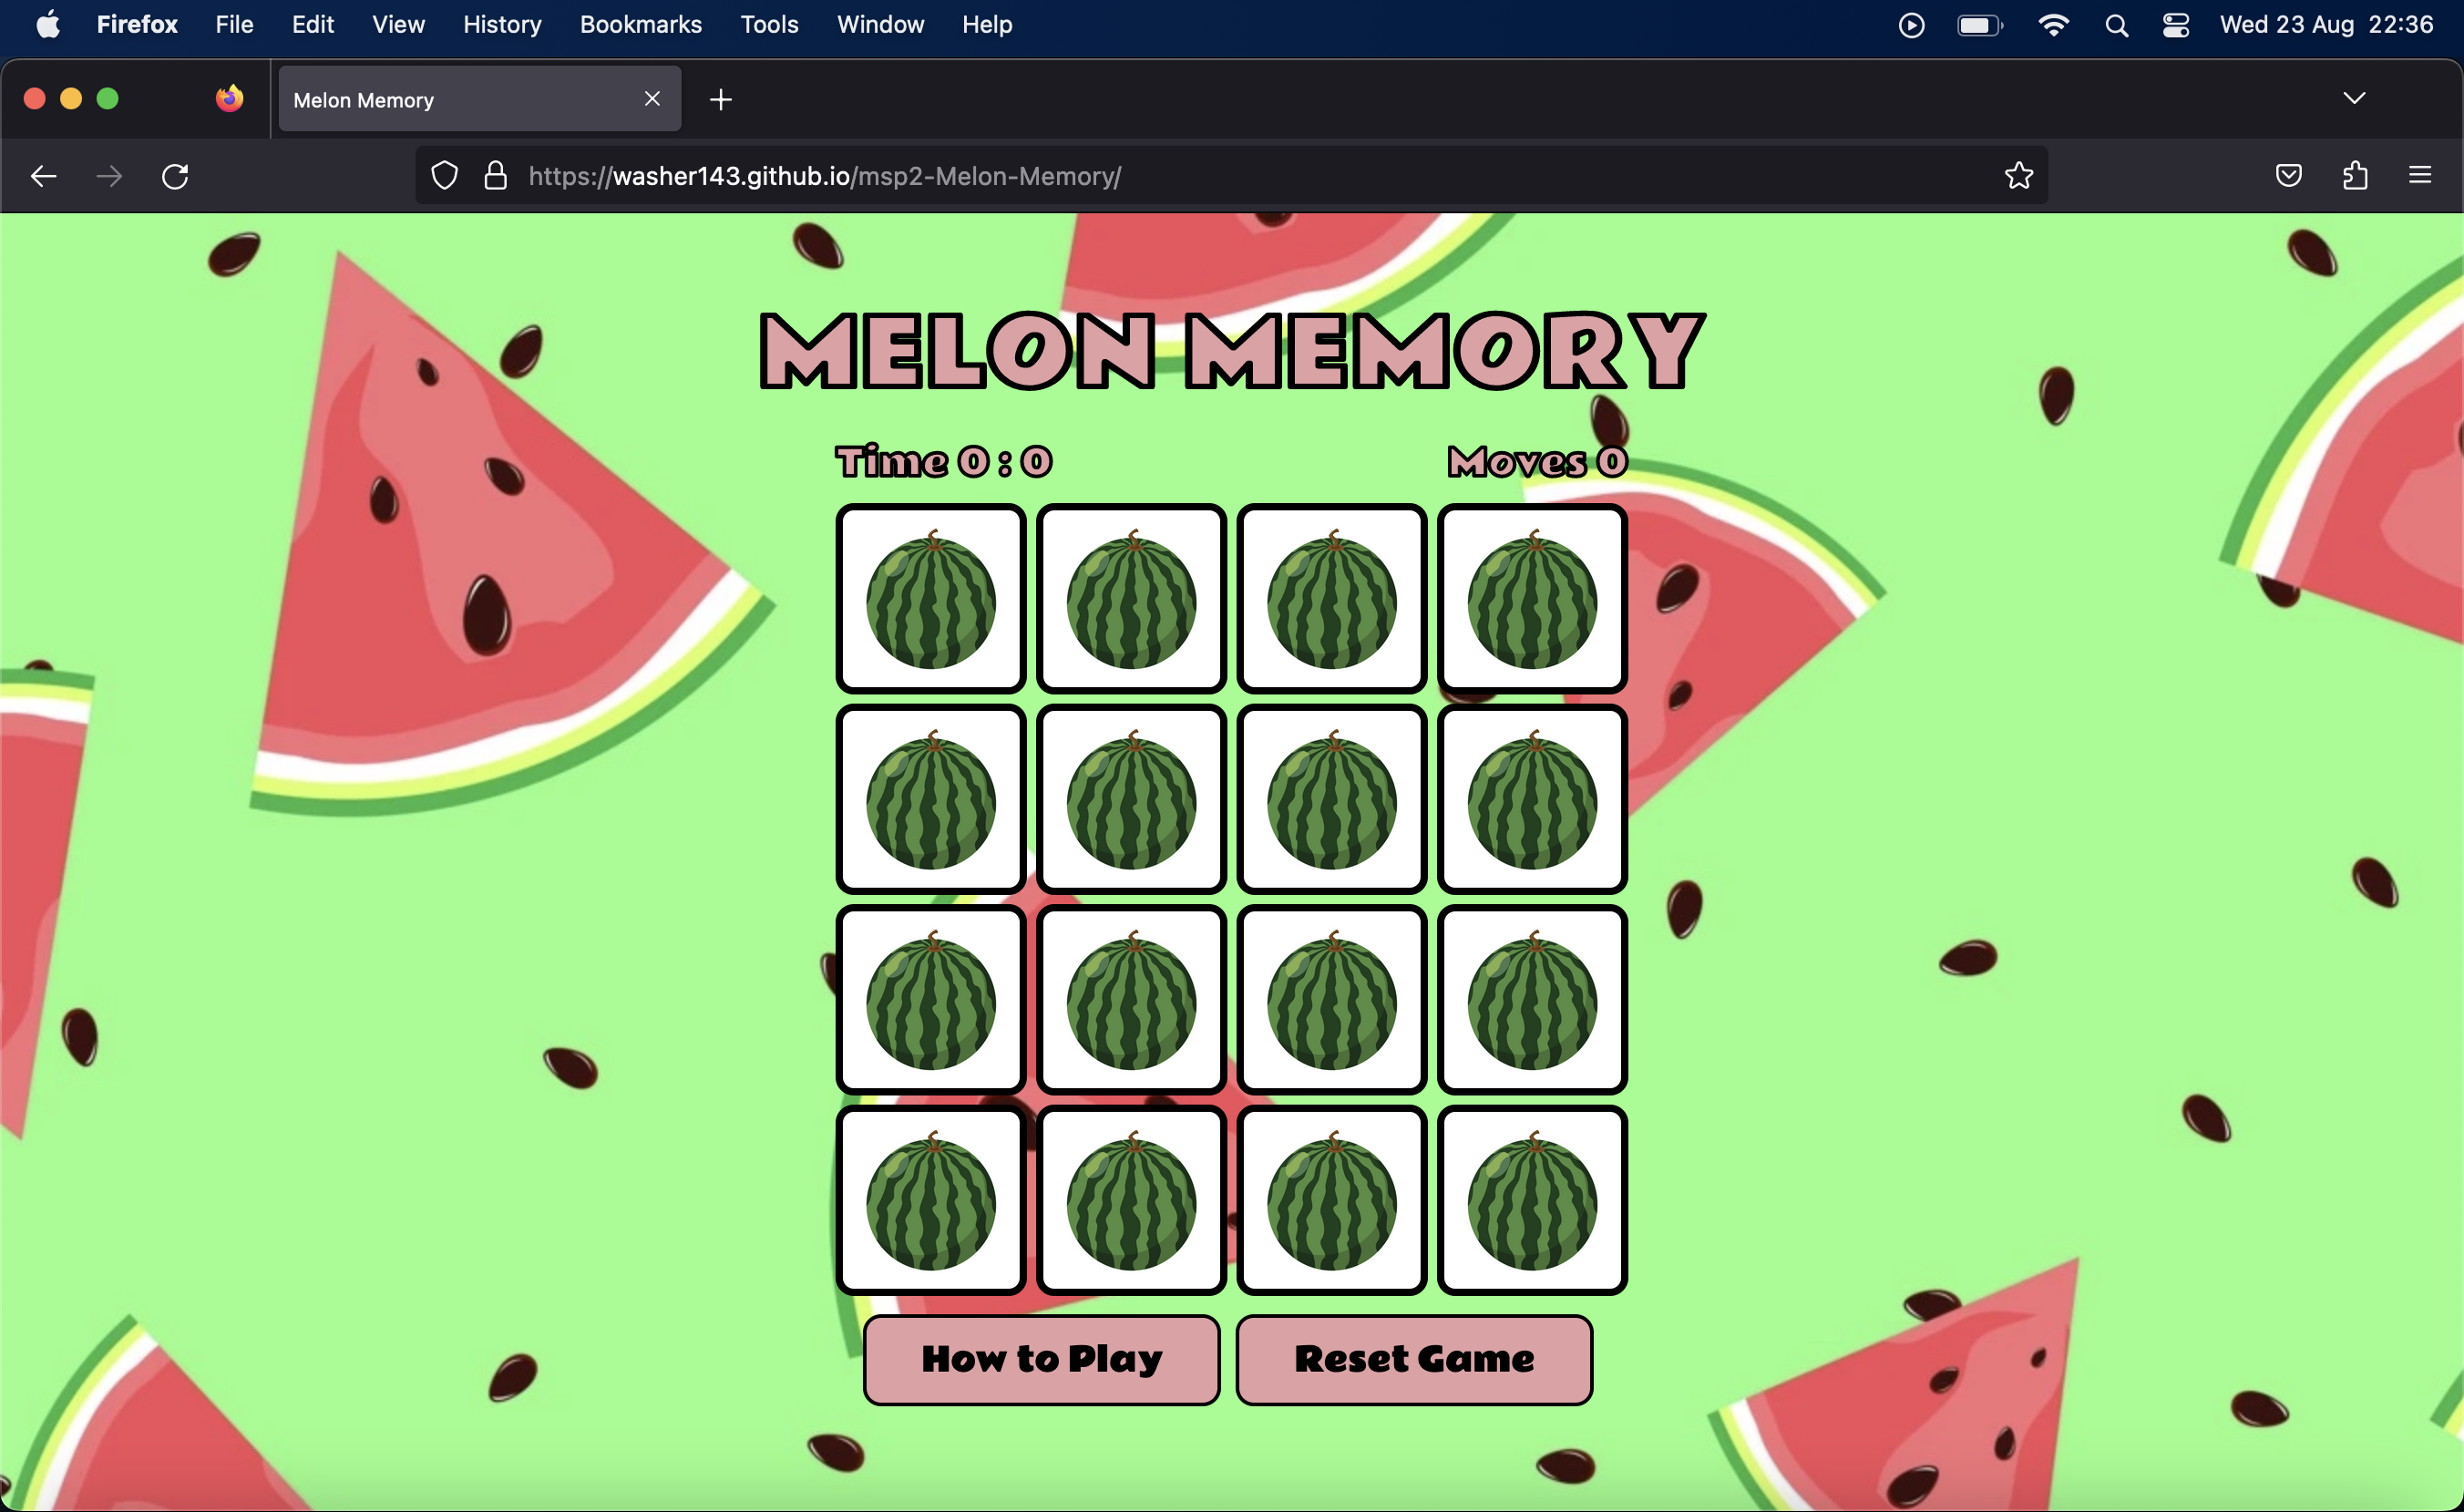 Firefox File Edit View History Bookmarks Tools Window Help Wed 23 Aug 22:36
Melon Memory
https://washer143.github.io/msp2-Melon-Memory/
MELON MEMORY
Time 0 : 0 Moves 0
How to Play Reset Game